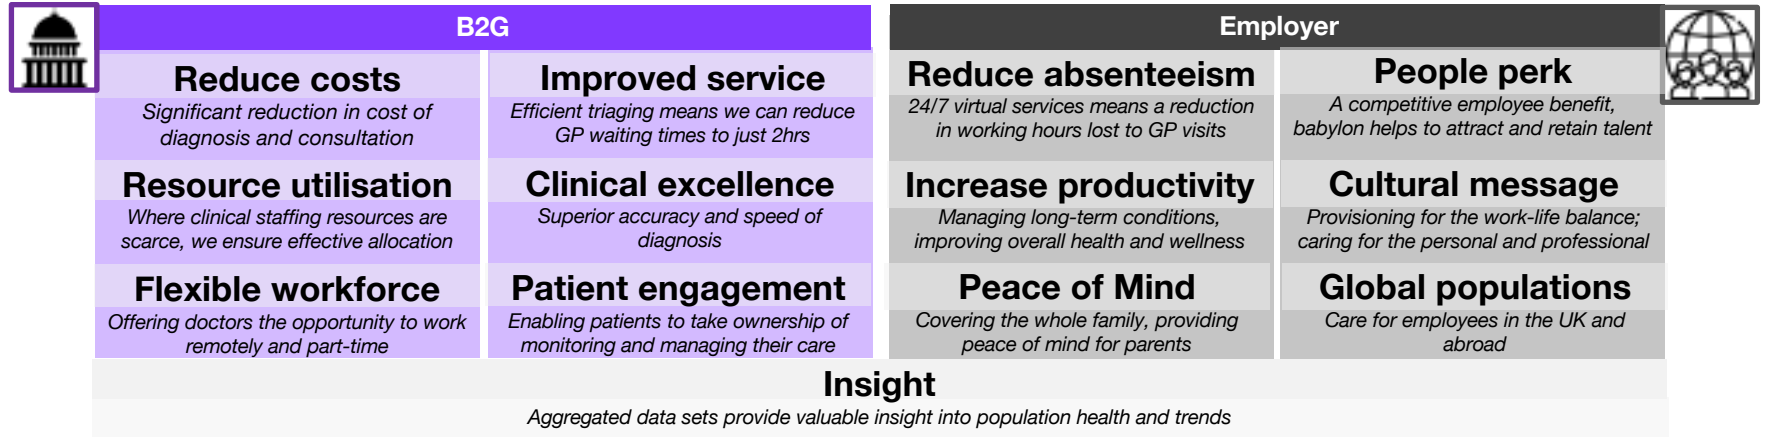 B2G
Reduce costs
Significant reduction in cost of
diagnosis and consultation
Improved service
Efficient triaging means we can reduce
GP waiting times to just 2hrs
Resource utilisation
Where clinical staffing resources are
scarce, we ensure effective allocation
Clinical excellence
Superior accuracy and speed of
diagnosis
Flexible workforce
Offering doctors the opportunity to work
remotely and part-time
Patient engagement
Enabling patients to take ownership of
monitoring and managing their care
Employer
Reduce absenteeism
24/7 virtual services means a reduction
in working hours lost to GP visits
People perk
A competitive employee benefit,
babylon helps to attract and retain talent
Increase productivity
Managing long-term conditions,
improving overall health and wellness
Cultural message
Provisioning for the work-life balance;
caring for the personal and professional
Peace of Mind
Covering the whole family, providing
peace of mind for parents
Global populations
Care for employees in the UK and
abroad
Insight
Aggregated data sets provide valuable insight into population health and trends